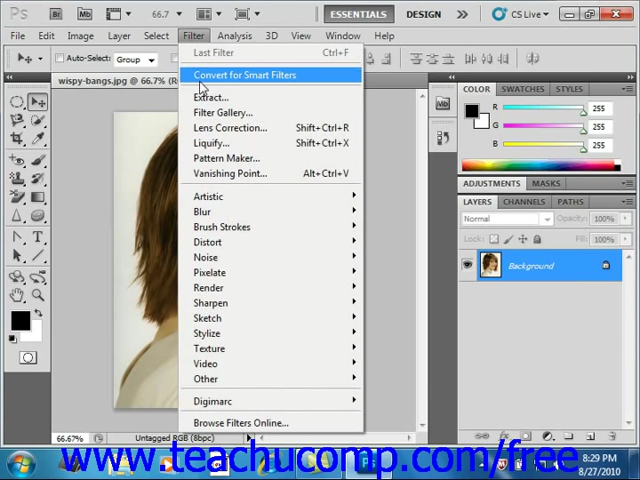 Ps Br Mb 66.7 ESSENTIALS DESIGN CS Live
File Edit Image Layer Select Filter Analysis 3D View Window Help
Auto-Select: Group
wispy-bangs.jpg @ 66.7%
Last Filter Ctrl+F
Convert for Smart Filters
Extract...
Filter Gallery...
Lens Correction... Shift+Ctrl+R
Liquify... Shift+Ctrl+X
Pattern Maker...
Vanishing Point... Alt+Ctrl+V
Artistic
Blur
Brush Strokes
Distort
Noise
Pixelate
Render
Sharpen
Sketch
Stylize
Texture
Video
Other
Digimarc
Browse Filters Online...
COLOR SWATCHES STYLES
R 255
G 255
B 255
ADJUSTMENTS MASKS
LAYERS CHANNELS PATHS
Normal Opacity: 100%
Lock: Fill: 100%
Background
66.67% Untagged RGB (8bpc)
www.teachucomp.com/free
8:29 PM
8/27/2010